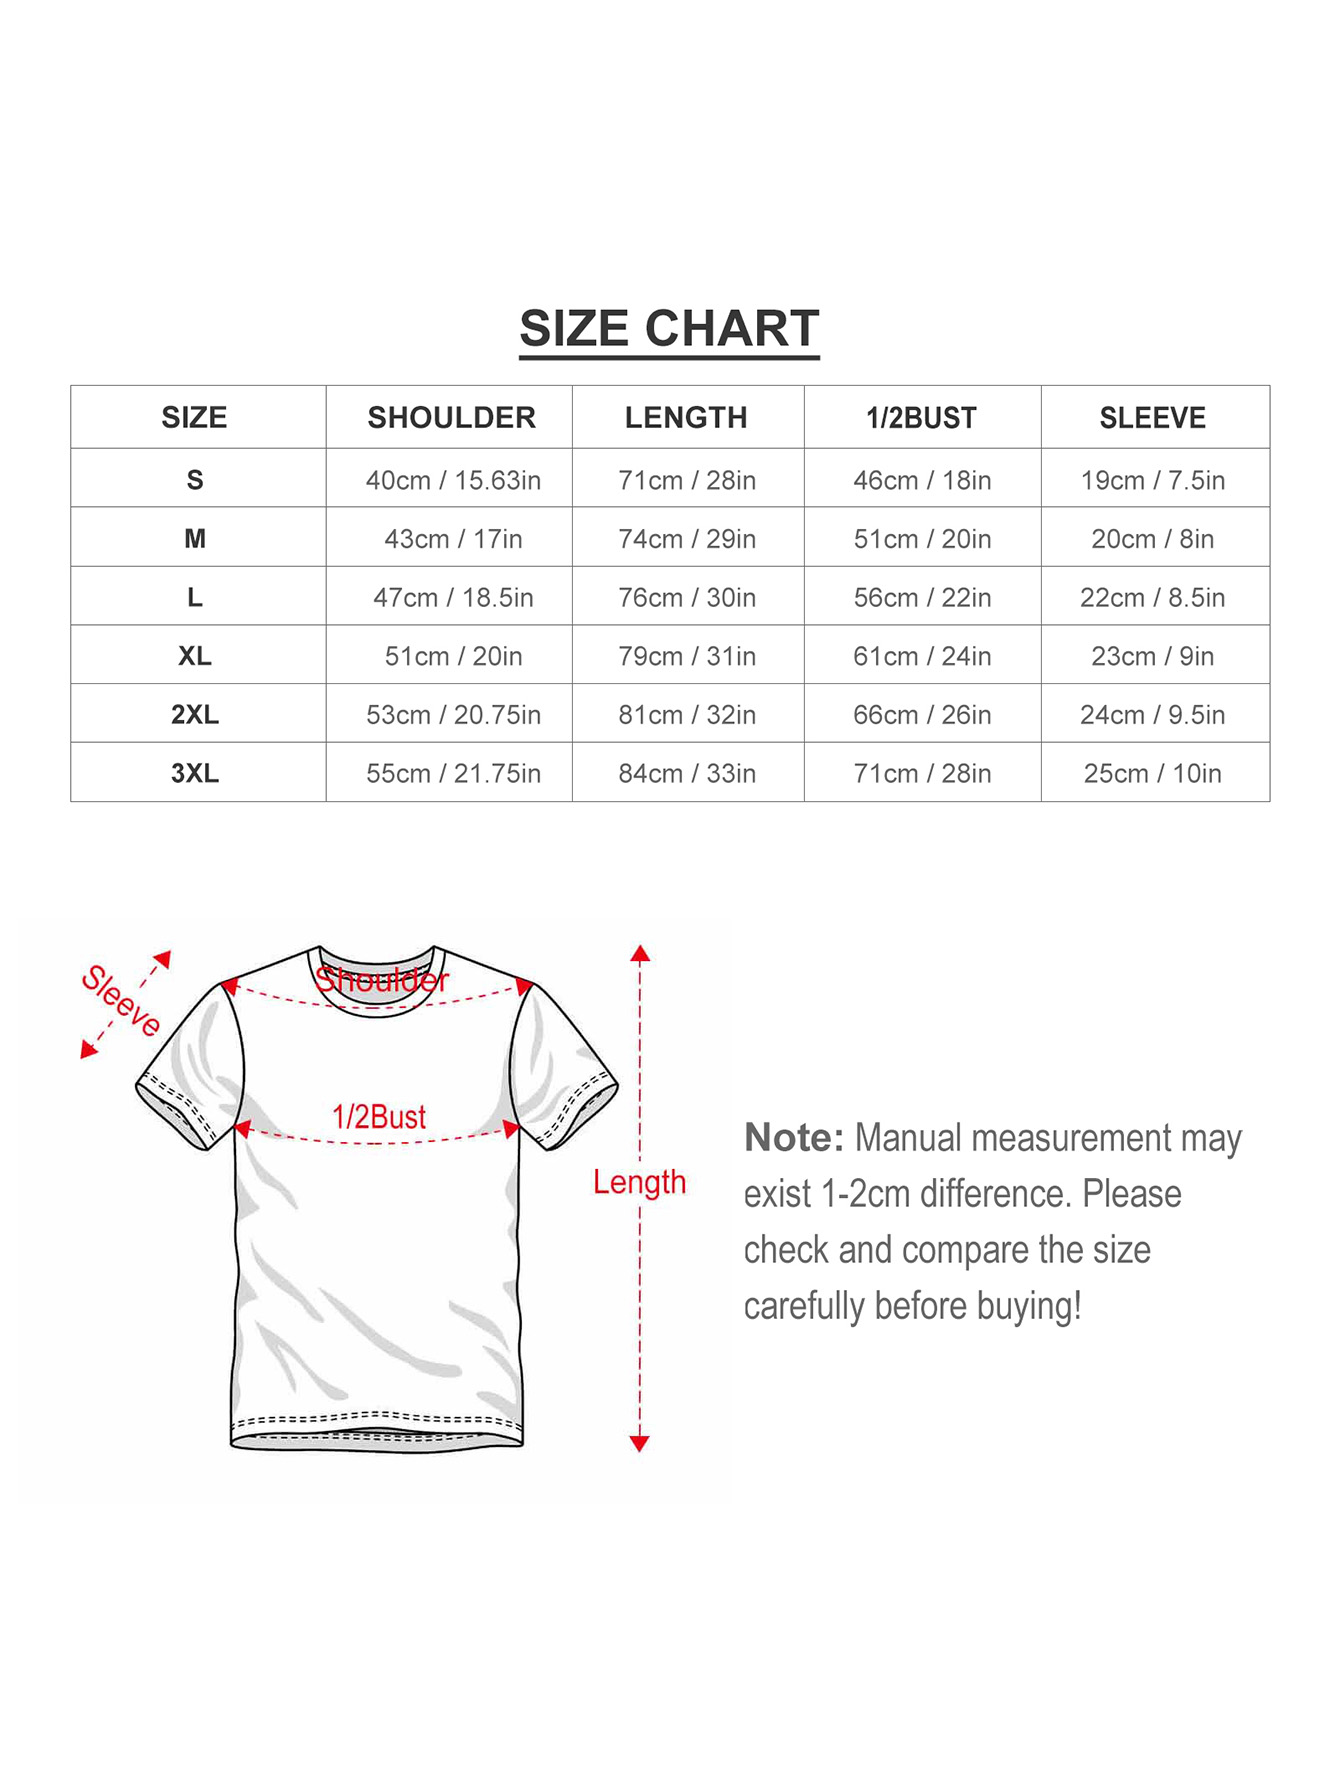 SIZE CHART
SIZE SHOULDER LENGTH 1/2BUST SLEEVE
S 40cm / 15.63in 71cm / 28in 46cm / 18in 19cm / 7.5in
M 43cm / 17in 74cm / 29in 51cm / 20in 20cm / 8in
L 47cm / 18.5in 76cm / 30in 56cm / 22in 22cm / 8.5in
XL 51cm / 20in 79cm / 31in 61cm / 24in 23cm / 9in
2XL 53cm / 20.75in 81cm / 32in 66cm / 26in 24cm / 9.5in
3XL 55cm / 21.75in 84cm / 33in 71cm / 28in 25cm / 10in
Sleeve
Shoulder
1/2Bust
Length
Note: Manual measurement may
exist 1-2cm difference. Please
check and compare the size
carefully before buying!